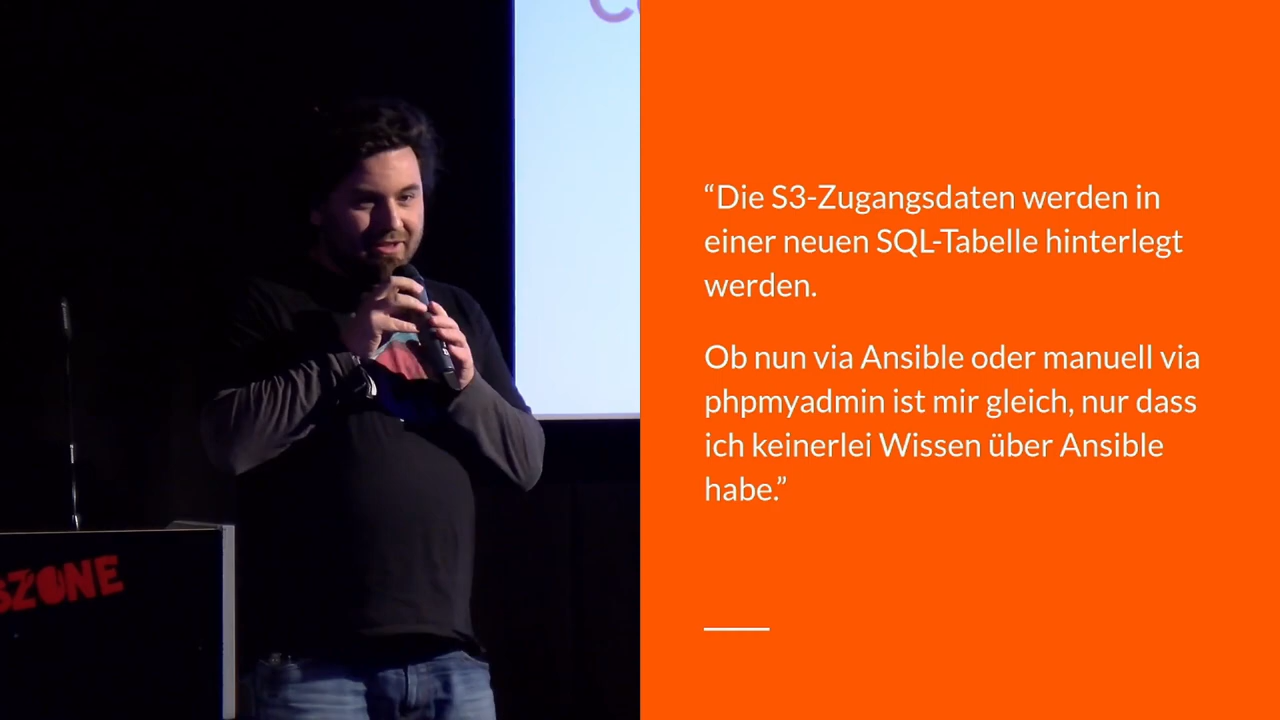 C
“Die S3-Zugangsdaten werden in
einer neuen SQL-Tabelle hinterlegt
werden.
Ob nun via Ansible oder manuell via
phpmyadmin ist mir gleich, nur dass
ich keinerlei Wissen über Ansible
habe.”
SZONE